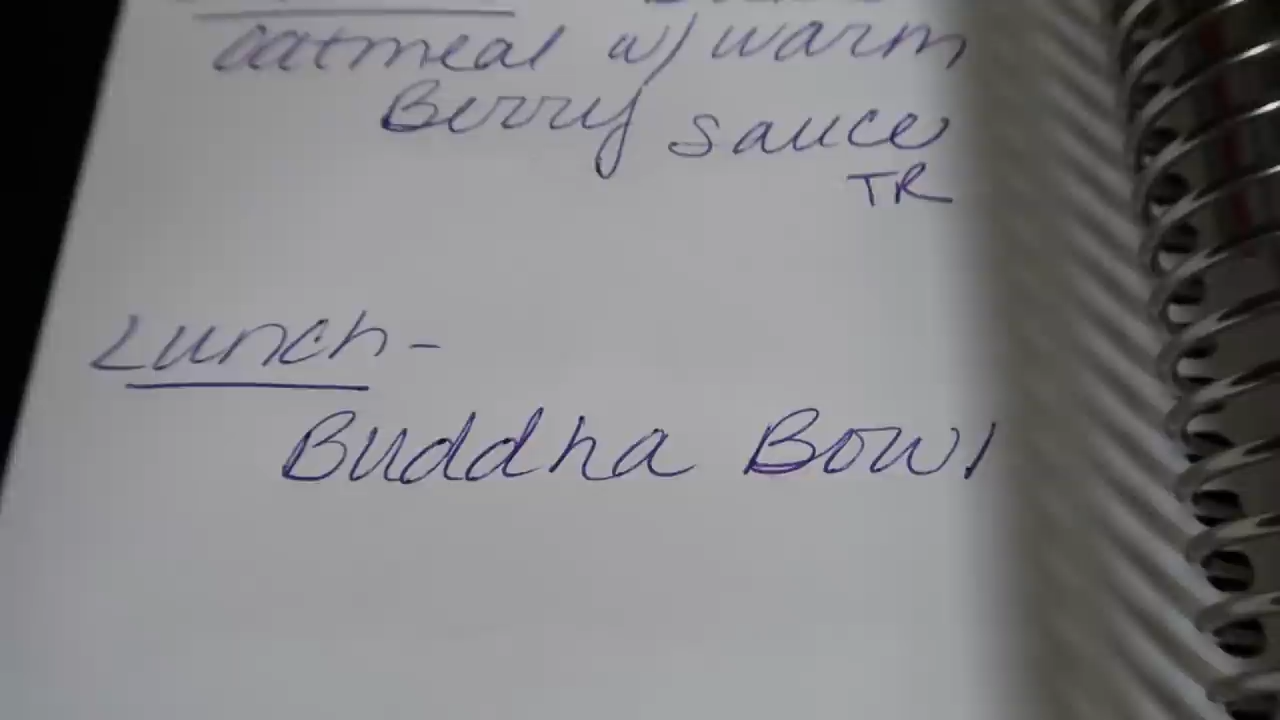 oatmeal w/ warm
Berry sauce
TR
Lunch-
Buddha Bowl